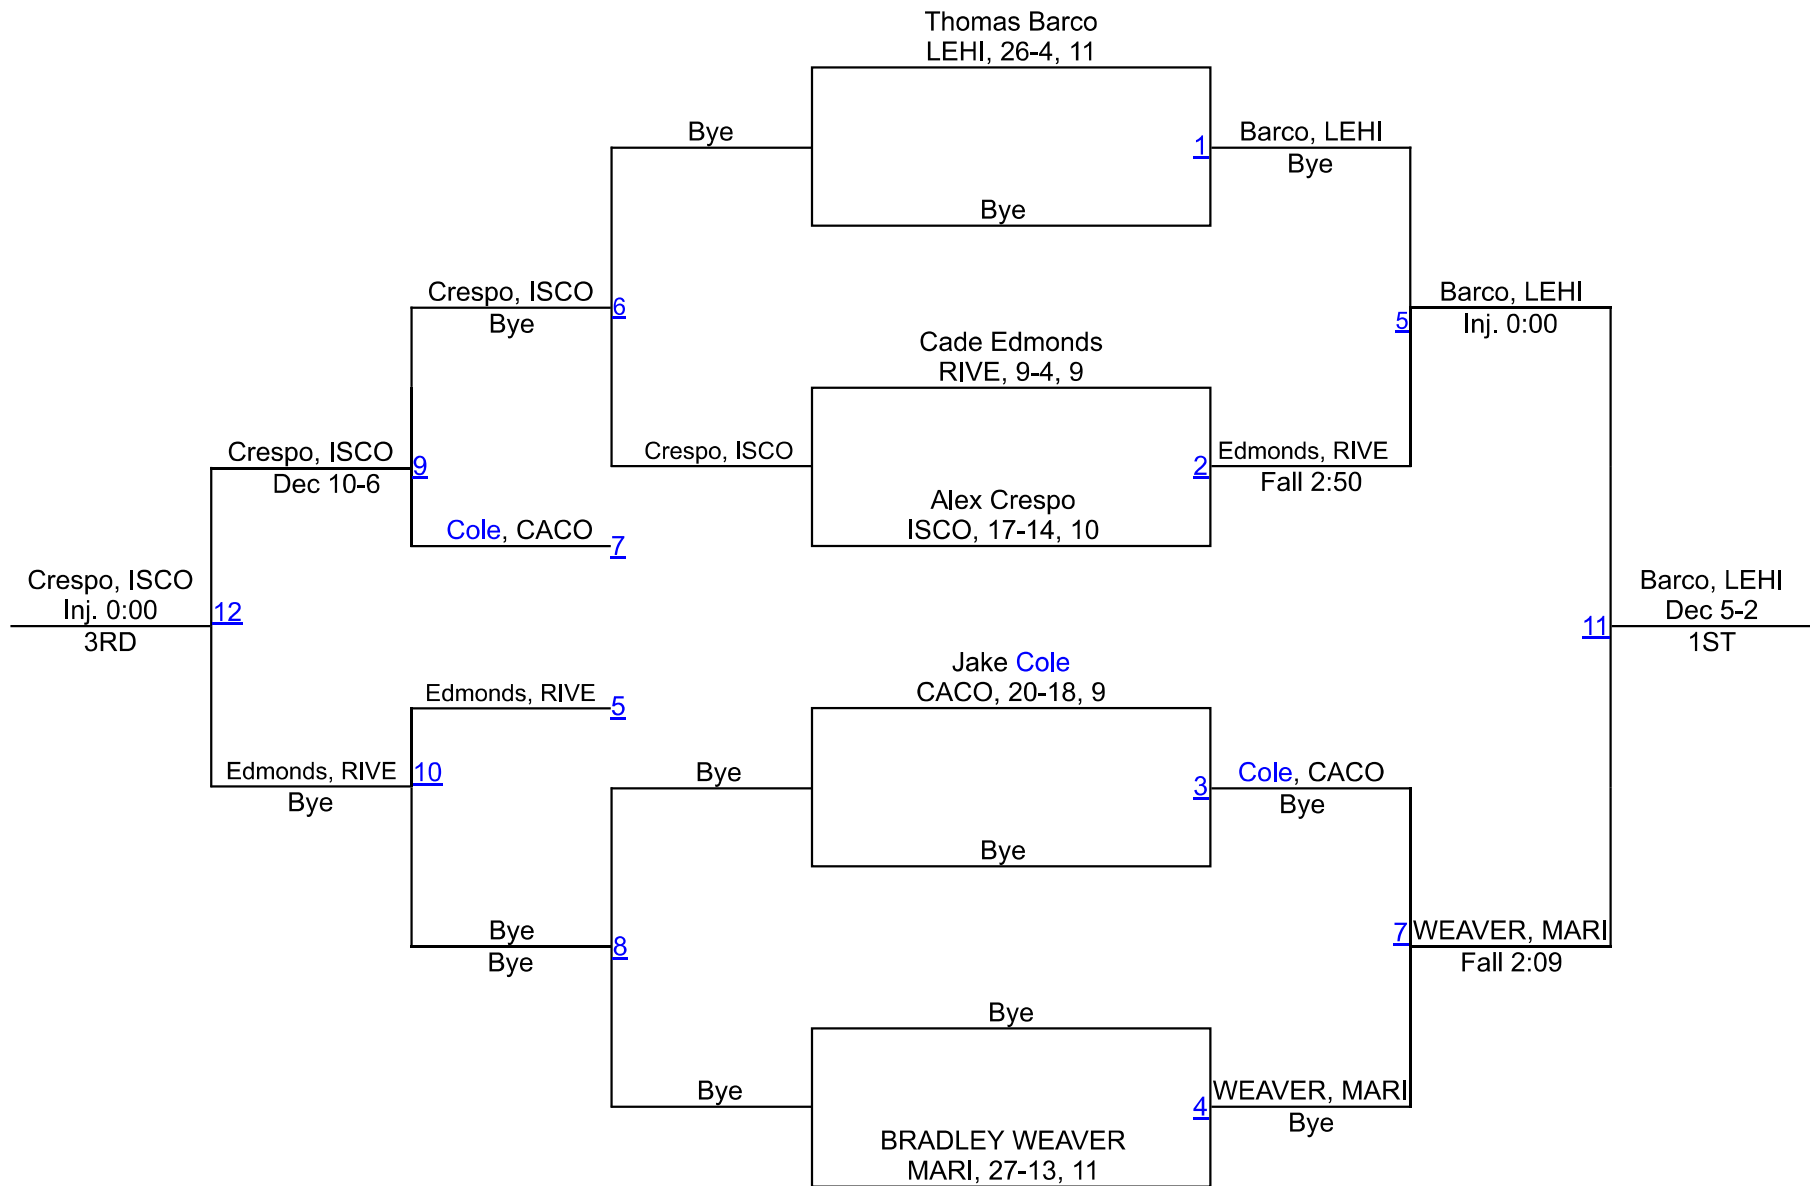 Thomas Barco
LEHI, 26-4, 11
Bye
1
Barco, LEHI
Bye
Bye
Crespo, ISCO
Bye
6
Cade Edmonds
RIVE, 9-4, 9
5
Barco, LEHI
Inj. 0:00
Crespo, ISCO
Dec 10-6
9
Crespo, ISCO
2
Edmonds, RIVE
Fall 2:50
Alex Crespo
ISCO, 17-14, 10
Cole, CACO
7
Crespo, ISCO
Inj. 0:00
3RD
12
Barco, LEHI
Dec 5-2
1ST
11
Jake Cole
CACO, 20-18, 9
Edmonds, RIVE
5
Edmonds, RIVE
Bye
10
Bye
3
Cole, CACO
Bye
Bye
Bye
Bye
8
7
WEAVER, MARI
Fall 2:09
Bye
Bye
4
WEAVER, MARI
Bye
BRADLEY WEAVER
MARI, 27-13, 11